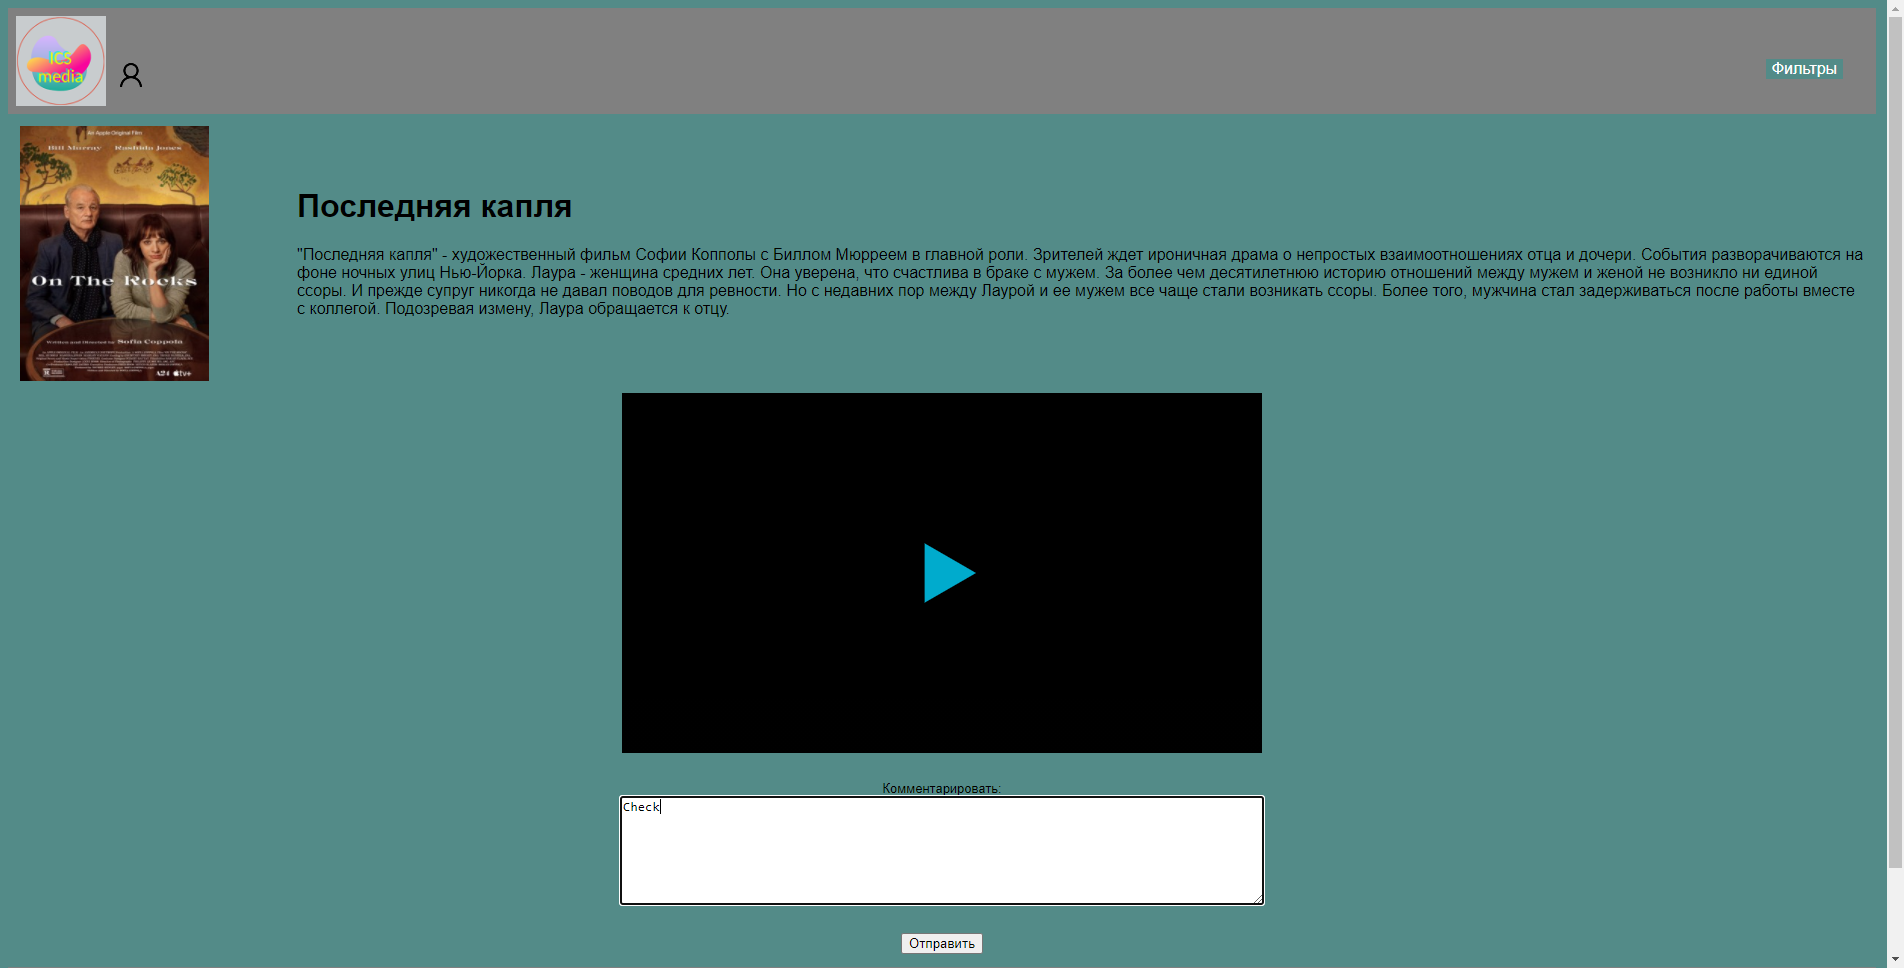 ICS
media
Фильтры
An Apple Original Film
Bill Murray Rashida Jones
On The Rocks
Written and Directed by Sofia Coppola
A24 tv+
Последняя капля
"Последняя капля" - художественный фильм Софии Копполы с Биллом Мюрреем в главной роли. Зрителей ждет ироничная драма о непростых взаимоотношениях отца и дочери. События разворачиваются на
фоне ночных улиц Нью-Йорка. Лаура - женщина средних лет. Она уверена, что счастлива в браке с мужем. За более чем десятилетнюю историю отношений между мужем и женой не возникло ни единой
ссоры. И прежде супруг никогда не давал поводов для ревности. Но с недавних пор между Лаурой и ее мужем все чаще стали возникать ссоры. Более того, мужчина стал задерживаться после работы вместе
с коллегой. Подозревая измену, Лаура обращается к отцу.
Комментарировать:
Check
Отправить